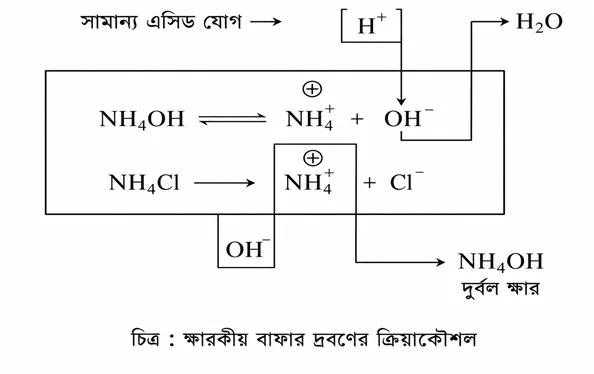 সামান্য এসিড যোগ → [H⁺ → H₂O
⊕
NH₄OH ⇌ NH₄⁺ + OH⁻
⊕
NH₄Cl → NH₄⁺ + Cl⁻
OH⁻
NH₄OH
দুর্বল ক্ষার
চিত্র : ক্ষারকীয় বাফার দ্রবণের ক্রিয়াকৌশল